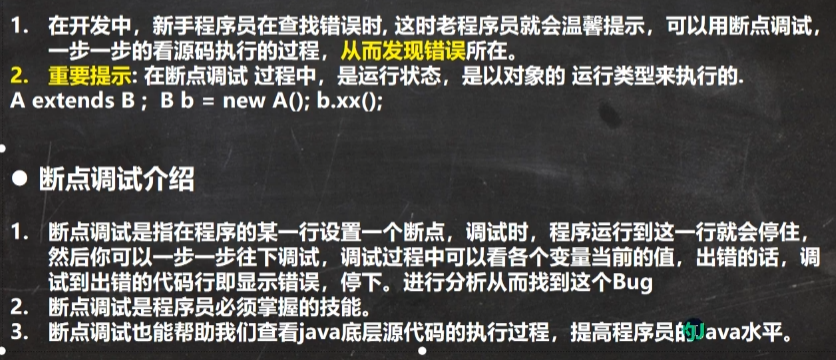 1. 在开发中，新手程序员在查找错误时, 这时老程序员就会温馨提示，可以用断点调试，
一步一步的看源码执行的过程，从而发现错误所在。
2. 重要提示: 在断点调试 过程中，是运行状态，是以对象的 运行类型来执行的.
A extends B ; B b = new A(); b.xx();
● 断点调试介绍
1. 断点调试是指在程序的某一行设置一个断点，调试时，程序运行到这一行就会停住，
然后你可以一步一步往下调试，调试过程中可以看各个变量当前的值，出错的话，调
试到出错的代码行即显示错误，停下。进行分析从而找到这个Bug
2. 断点调试是程序员必须掌握的技能。
3. 断点调试也能帮助我们查看java底层源代码的执行过程，提高程序员的Java水平。